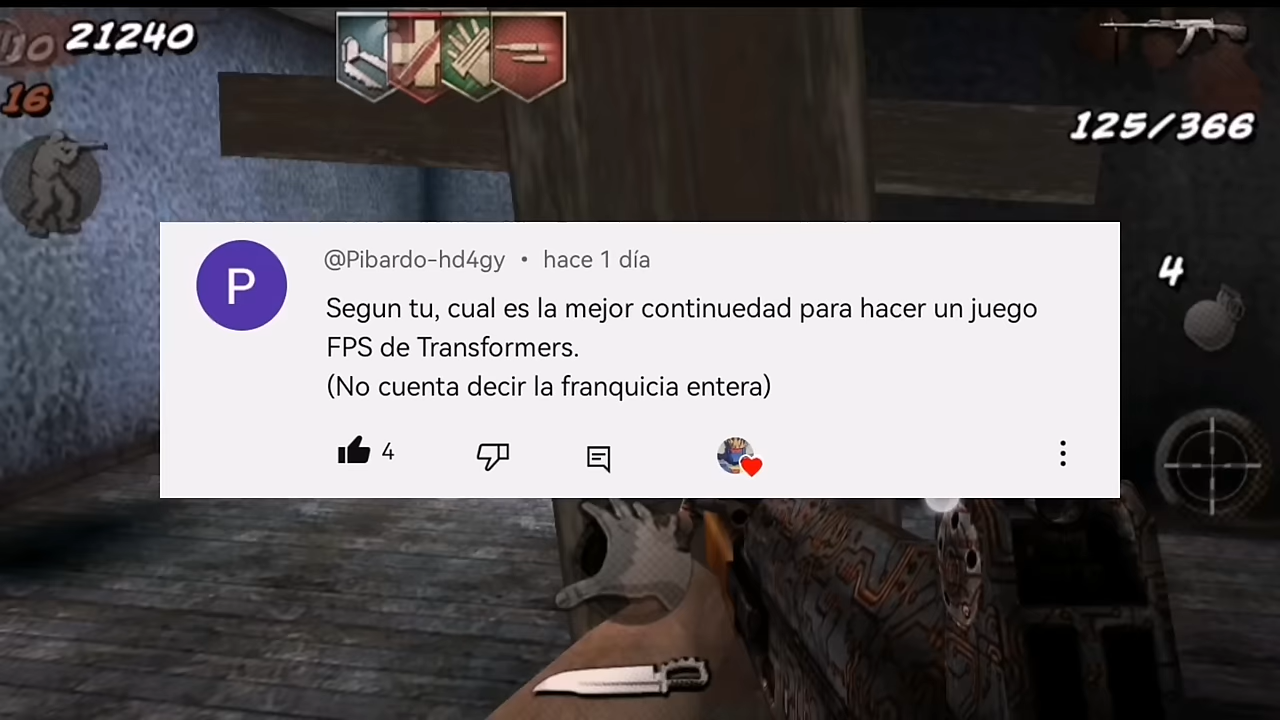 10 21240
16
125/366
4
P
@Pibardo-hd4gy • hace 1 día
Segun tu, cual es la mejor continuedad para hacer un juego
FPS de Transformers.
(No cuenta decir la franquicia entera)
4